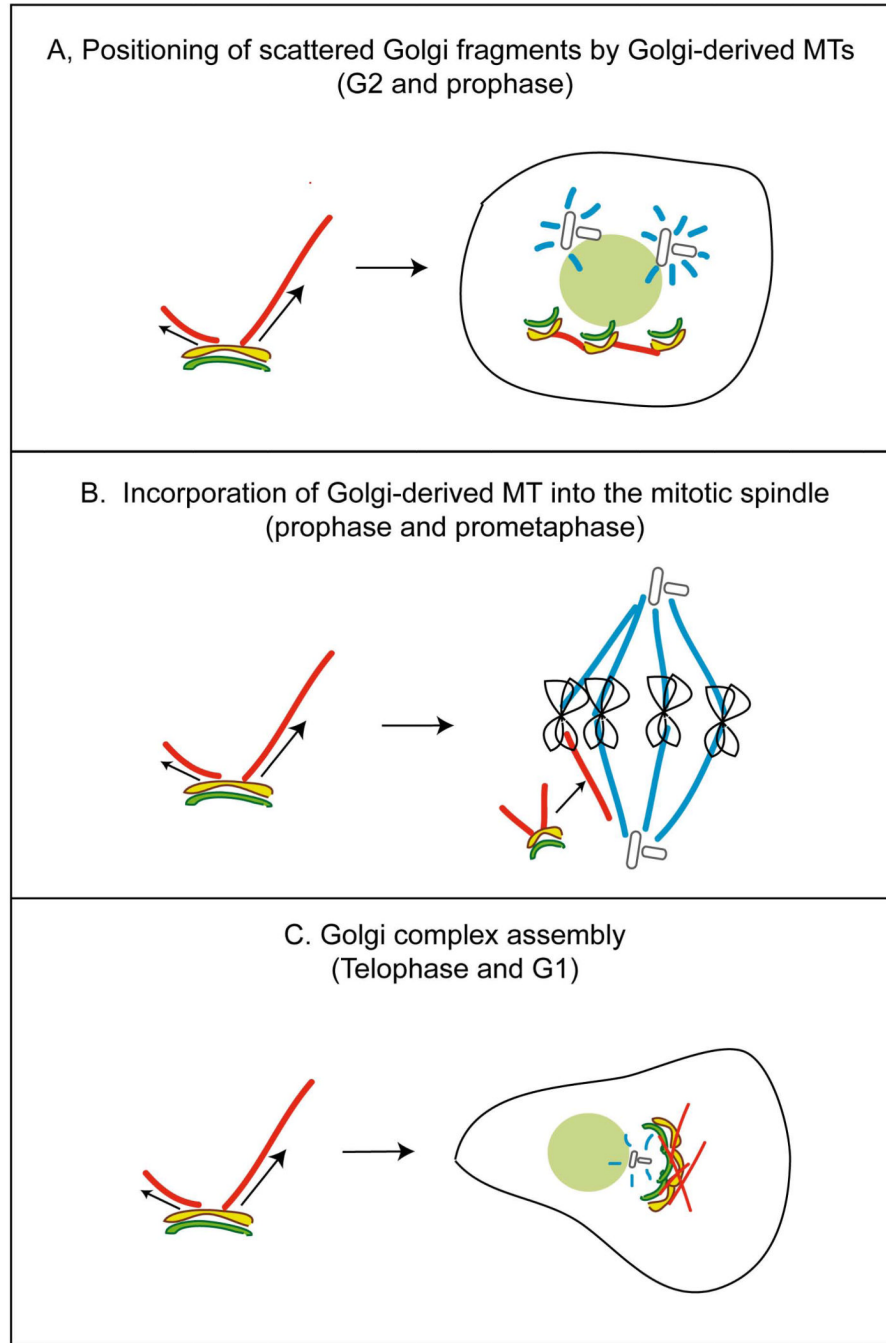 A, Positioning of scattered Golgi fragments by Golgi-derived MTs
(G2 and prophase)
B. Incorporation of Golgi-derived MT into the mitotic spindle
(prophase and prometaphase)
C. Golgi complex assembly
(Telophase and G1)